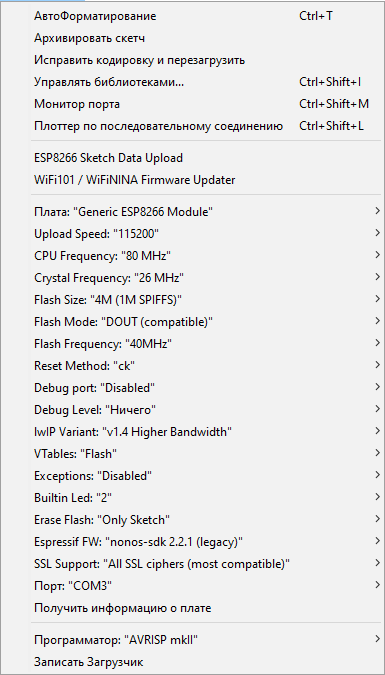 АвтоФорматирование Ctrl+T
Архивировать скетч
Исправить кодировку и перезагрузить
Управлять библиотеками... Ctrl+Shift+I
Монитор порта Ctrl+Shift+M
Плоттер по последовательному соединению Ctrl+Shift+L
ESP8266 Sketch Data Upload
WiFi101 / WiFiNINA Firmware Updater
Плата: "Generic ESP8266 Module"
Upload Speed: "115200"
CPU Frequency: "80 MHz"
Crystal Frequency: "26 MHz"
Flash Size: "4M (1M SPIFFS)"
Flash Mode: "DOUT (compatible)"
Flash Frequency: "40MHz"
Reset Method: "ck"
Debug port: "Disabled"
Debug Level: "Ничего"
lwIP Variant: "v1.4 Higher Bandwidth"
VTables: "Flash"
Exceptions: "Disabled"
Builtin Led: "2"
Erase Flash: "Only Sketch"
Espressif FW: "nonos-sdk 2.2.1 (legacy)"
SSL Support: "All SSL ciphers (most compatible)"
Порт: "COM3"
Получить информацию о плате
Программатор: "AVRISP mkII"
Записать Загрузчик